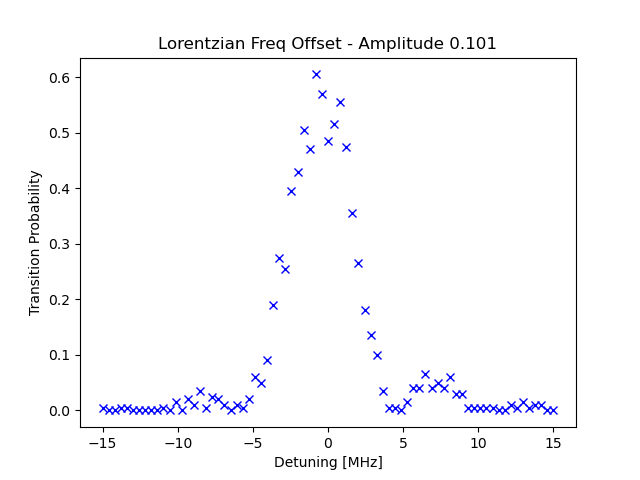 Lorentzian Freq Offset - Amplitude 0.101
Transition Probability
0.6
0.5
0.4
0.3
0.2
0.1
0.0
−15 −10 −5 0 5 10 15
Detuning [MHz]